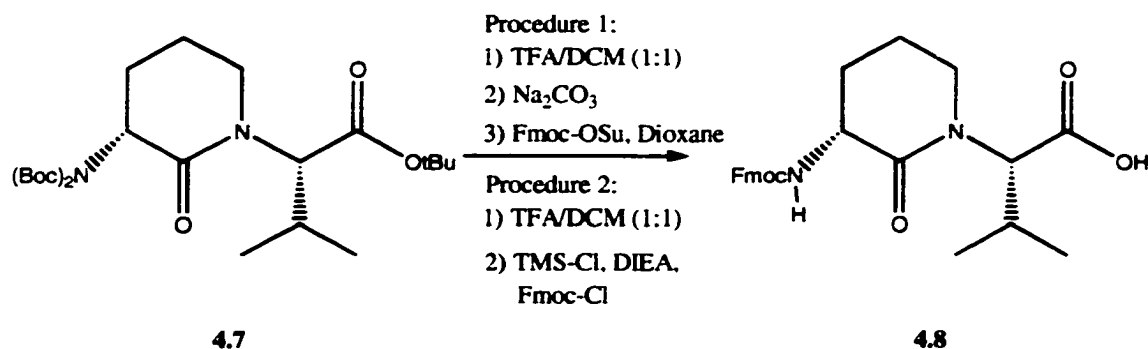 Procedure 1:
1) TFA/DCM (1:1)
2) Na₂CO₃
3) Fmoc-OSu, Dioxane
Procedure 2:
1) TFA/DCM (1:1)
2) TMS-Cl, DIEA,
Fmoc-Cl
(Boc)₂N
N
O
O
OtBu
4.7
FmocN
H
N
O
O
OH
4.8